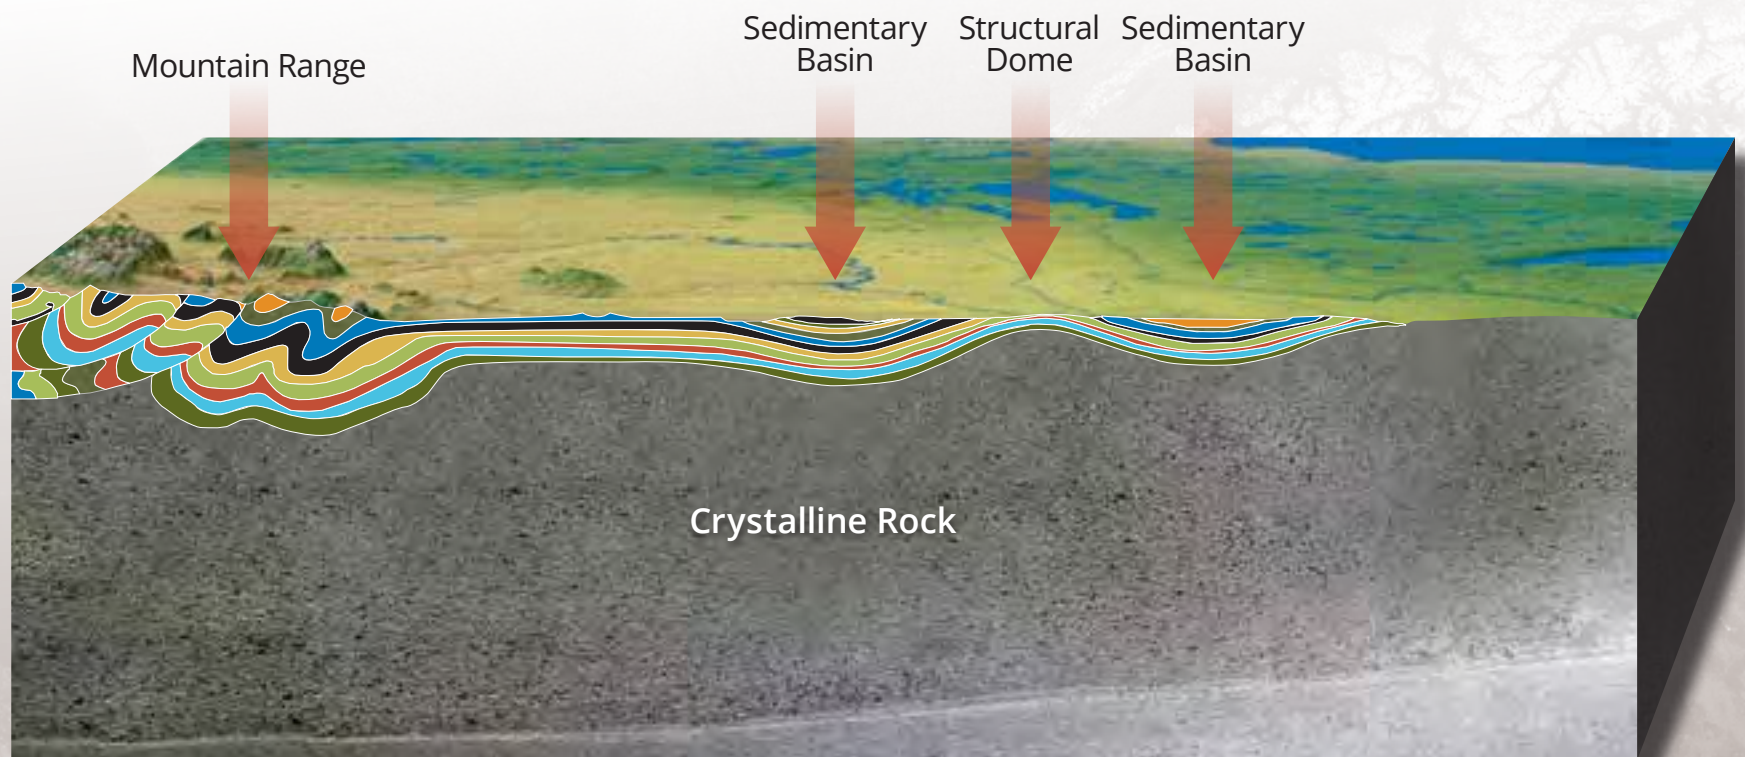 Mountain Range
Sedimentary
Basin
Structural
Dome
Sedimentary
Basin
Crystalline Rock